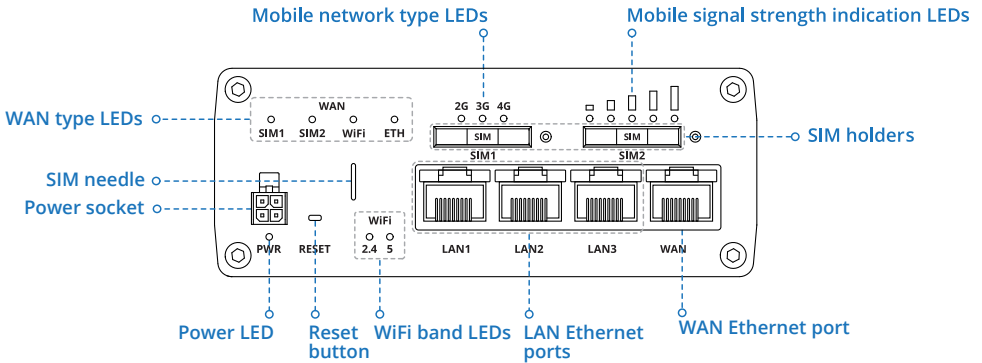 Mobile network type LEDs
Mobile signal strength indication LEDs
WAN
2G 3G 4G
WAN type LEDs
SIM1 SIM2 WiFi ETH
SIM
SIM
SIM holders
SIM1
SIM2
SIM needle
Power socket
WiFi
PWR
RESET
2.4 5
LAN1
LAN2
LAN3
WAN
Power LED
Reset
button
WiFi band LEDs
LAN Ethernet
ports
WAN Ethernet port